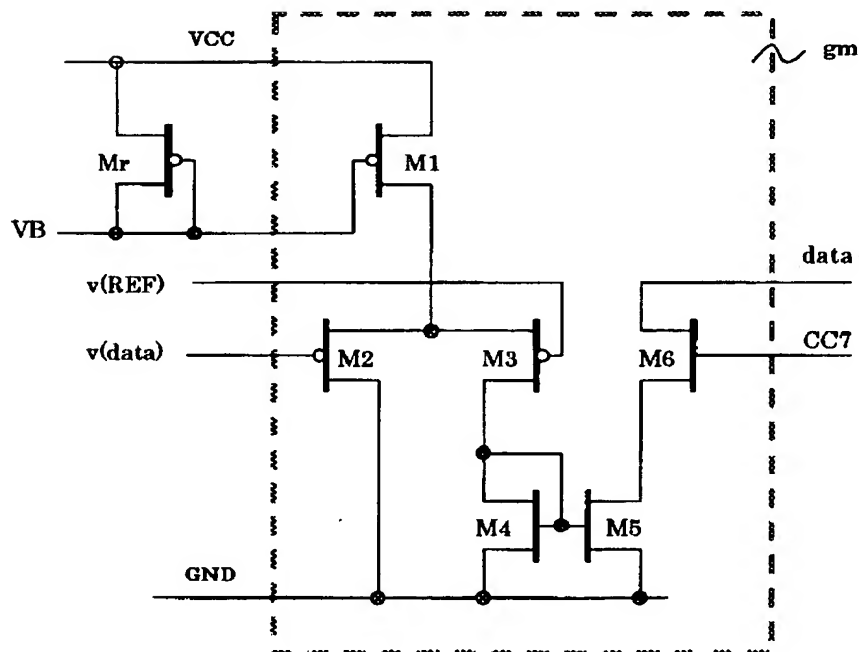 VCC
gm
Mr
M1
VB
data
v(REF)
v(data)
M2
M3
M6
CC7
M4
M5
GND